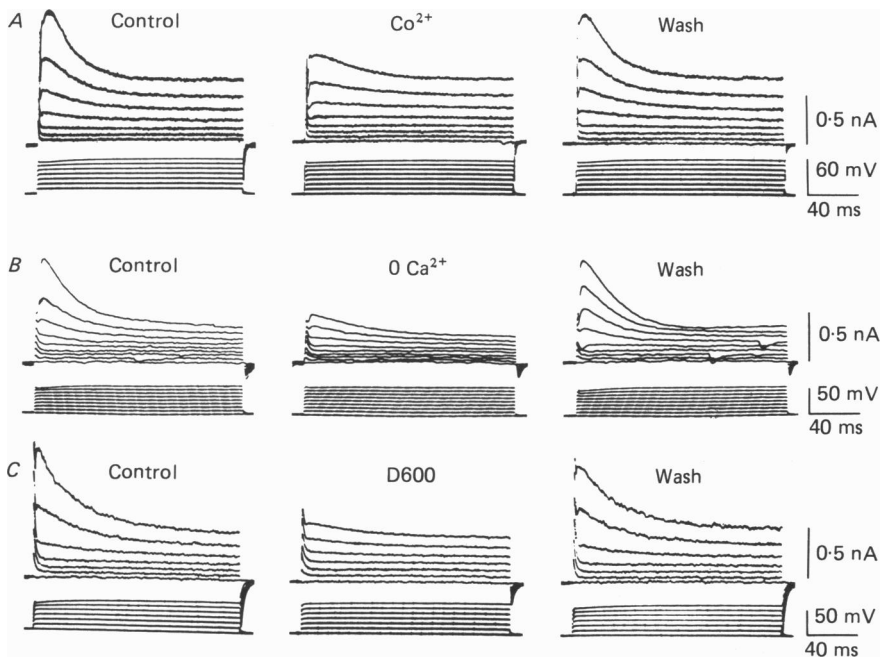 A Control Co²⁺ Wash
0·5 nA
60 mV
40 ms
B Control 0 Ca²⁺ Wash
0·5 nA
50 mV
40 ms
C Control D600 Wash
0·5 nA
50 mV
40 ms